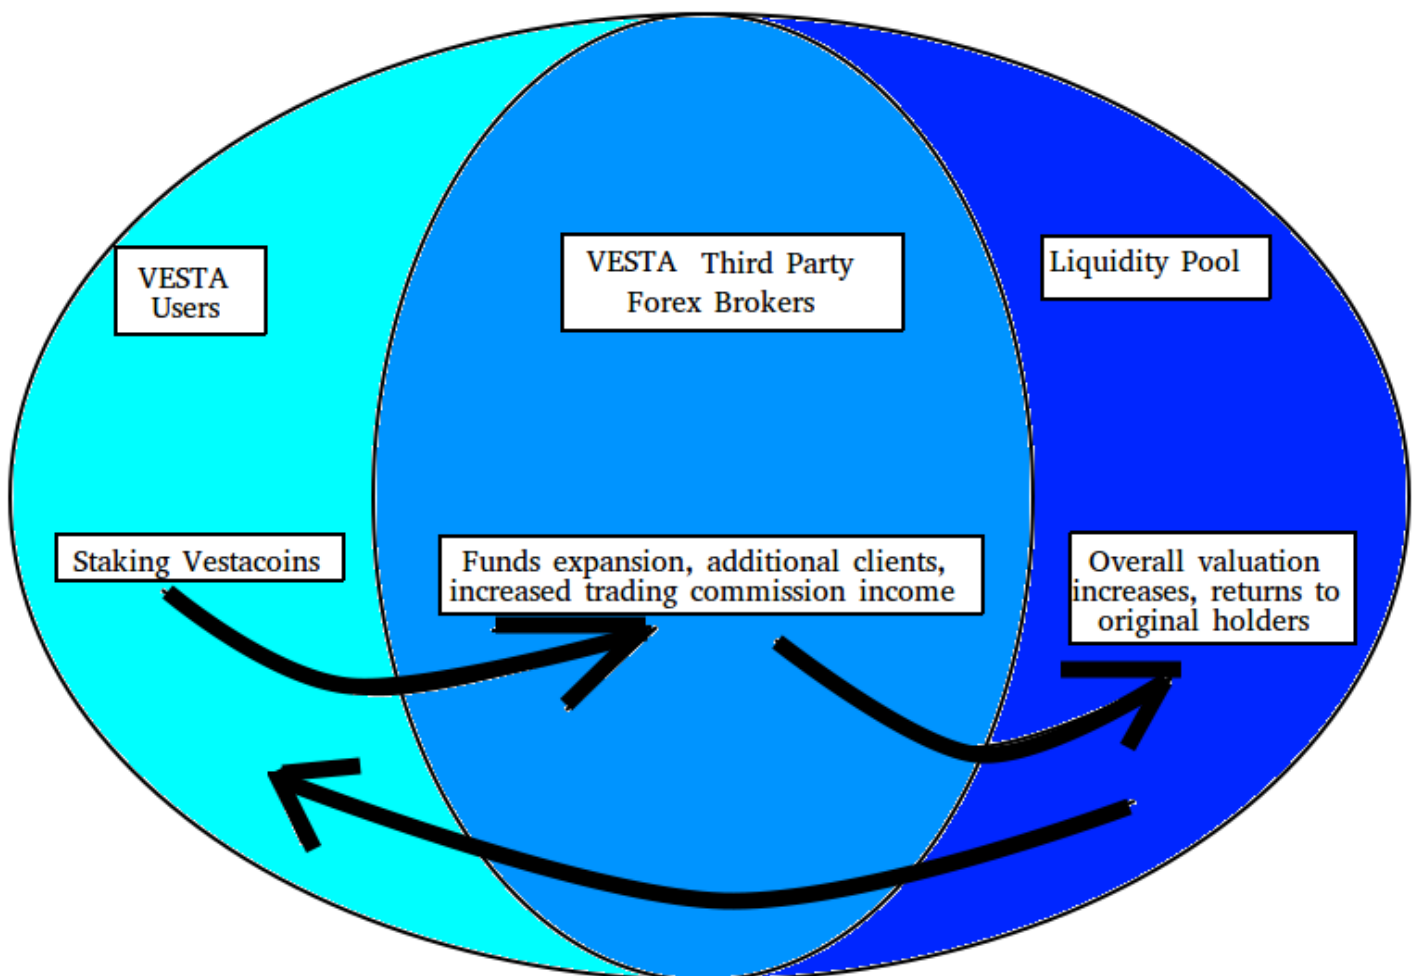 VESTA
Users
VESTA Third Party
Forex Brokers
Liquidity Pool
Staking Vestacoins
Funds expansion, additional clients,
increased trading commission income
Overall valuation
increases, returns to
original holders